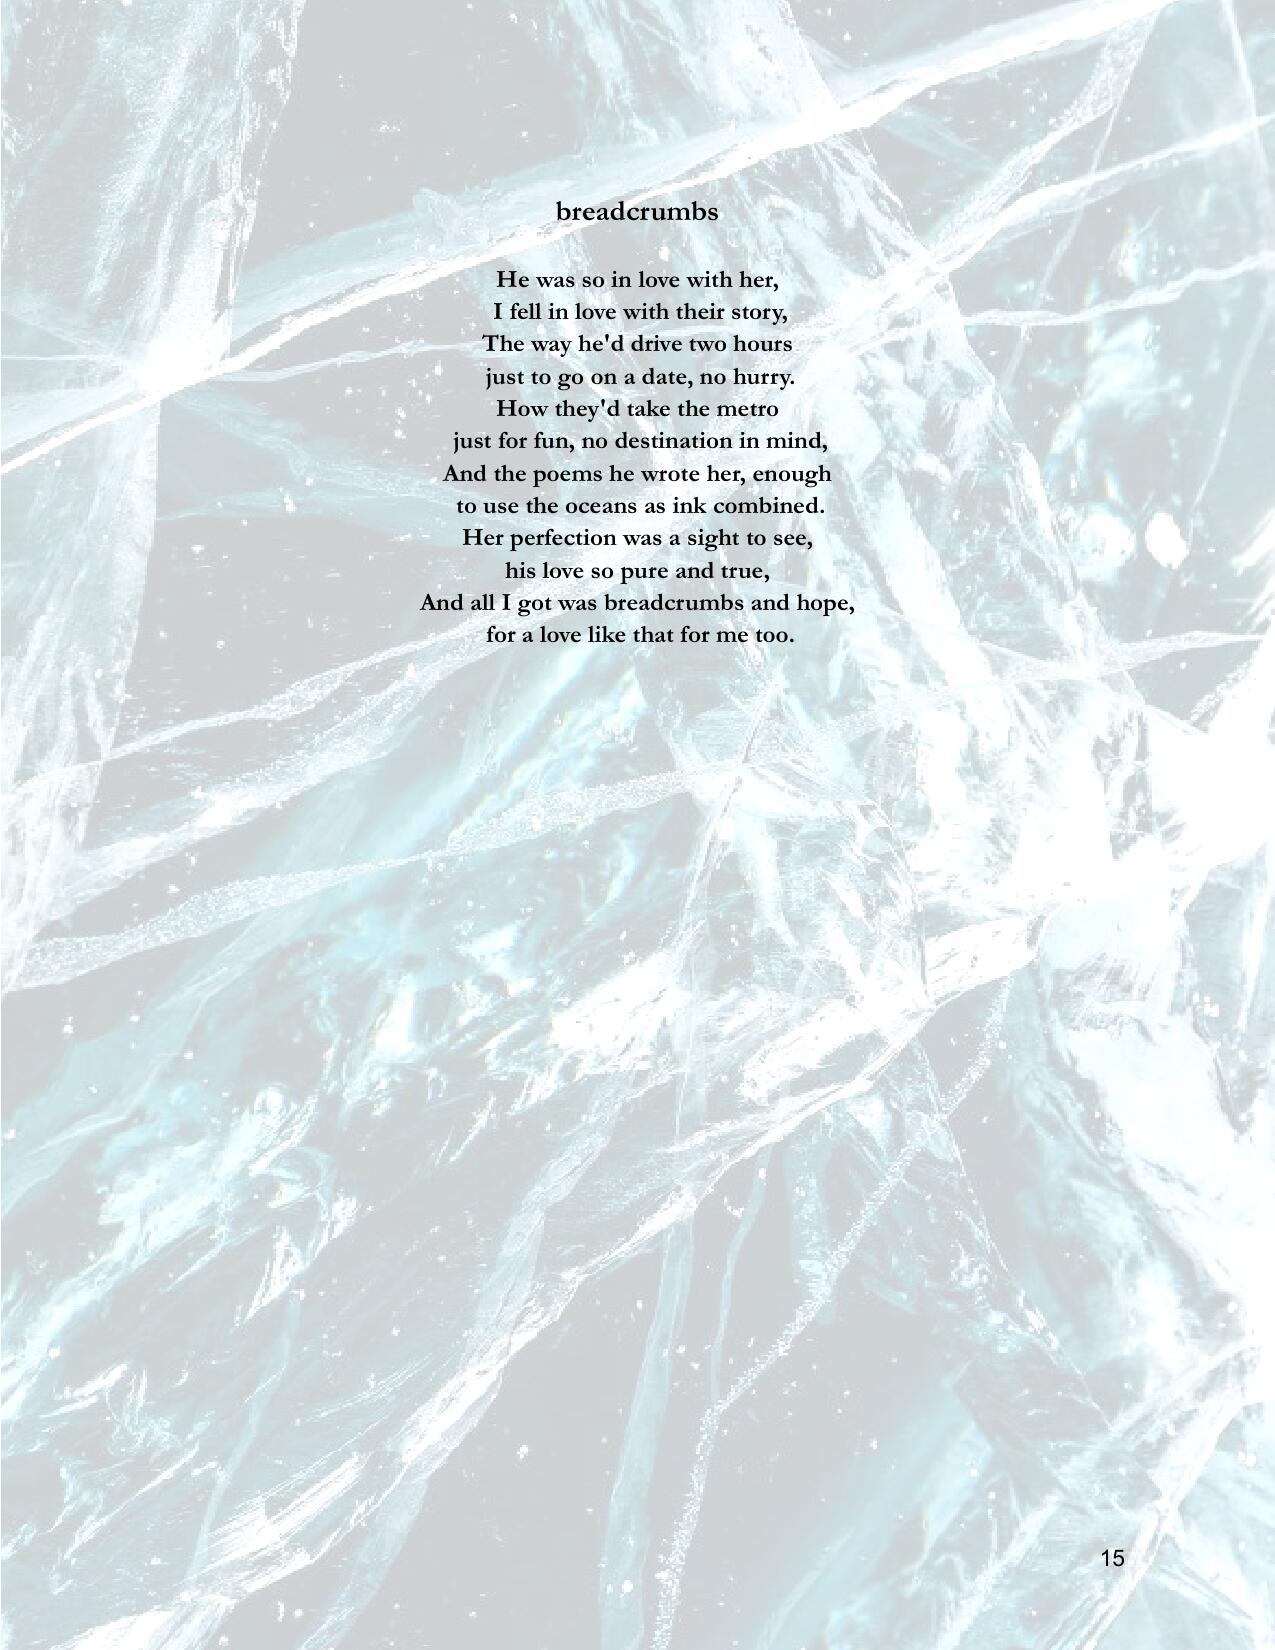 breadcrumbs
He was so in love with her,
I fell in love with their story,
The way he'd drive two hours
just to go on a date, no hurry.
How they'd take the metro
just for fun, no destination in mind,
And the poems he wrote her, enough
to use the oceans as ink combined.
Her perfection was a sight to see,
his love so pure and true,
And all I got was breadcrumbs and hope,
for a love like that for me too.
15